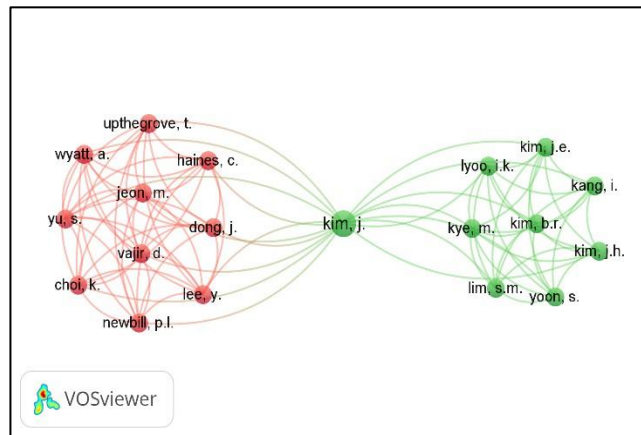 upthegrove, t.
wyatt, a.
haines, c.
jeon, m.
yu, s.
dong, j.
vajir, d.
choi, k.
lee, y.
newbill, p.l.
kim, j.
kim, j.e.
lyoo, i.k.
kang, i.
kye, m.
kim, b.r.
kim, j.h.
lim, s.m.
yoon, s.
VOSviewer